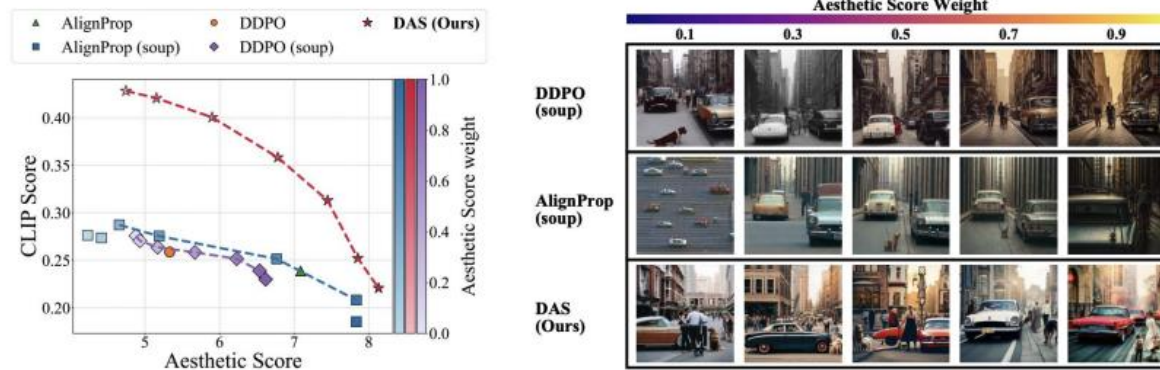 AlignProp
DDPO
DAS (Ours)
AlignProp (soup)
DDPO (soup)
CLIP Score
0.40
0.35
0.30
0.25
0.20
5
6
7
8
Aesthetic Score
1.0
0.8
0.6
0.4
0.2
0.0
Aesthetic Score weight
Aesthetic Score Weight
0.1
0.3
0.5
0.7
0.9
DDPO
(soup)
AlignProp
(soup)
DAS
(Ours)